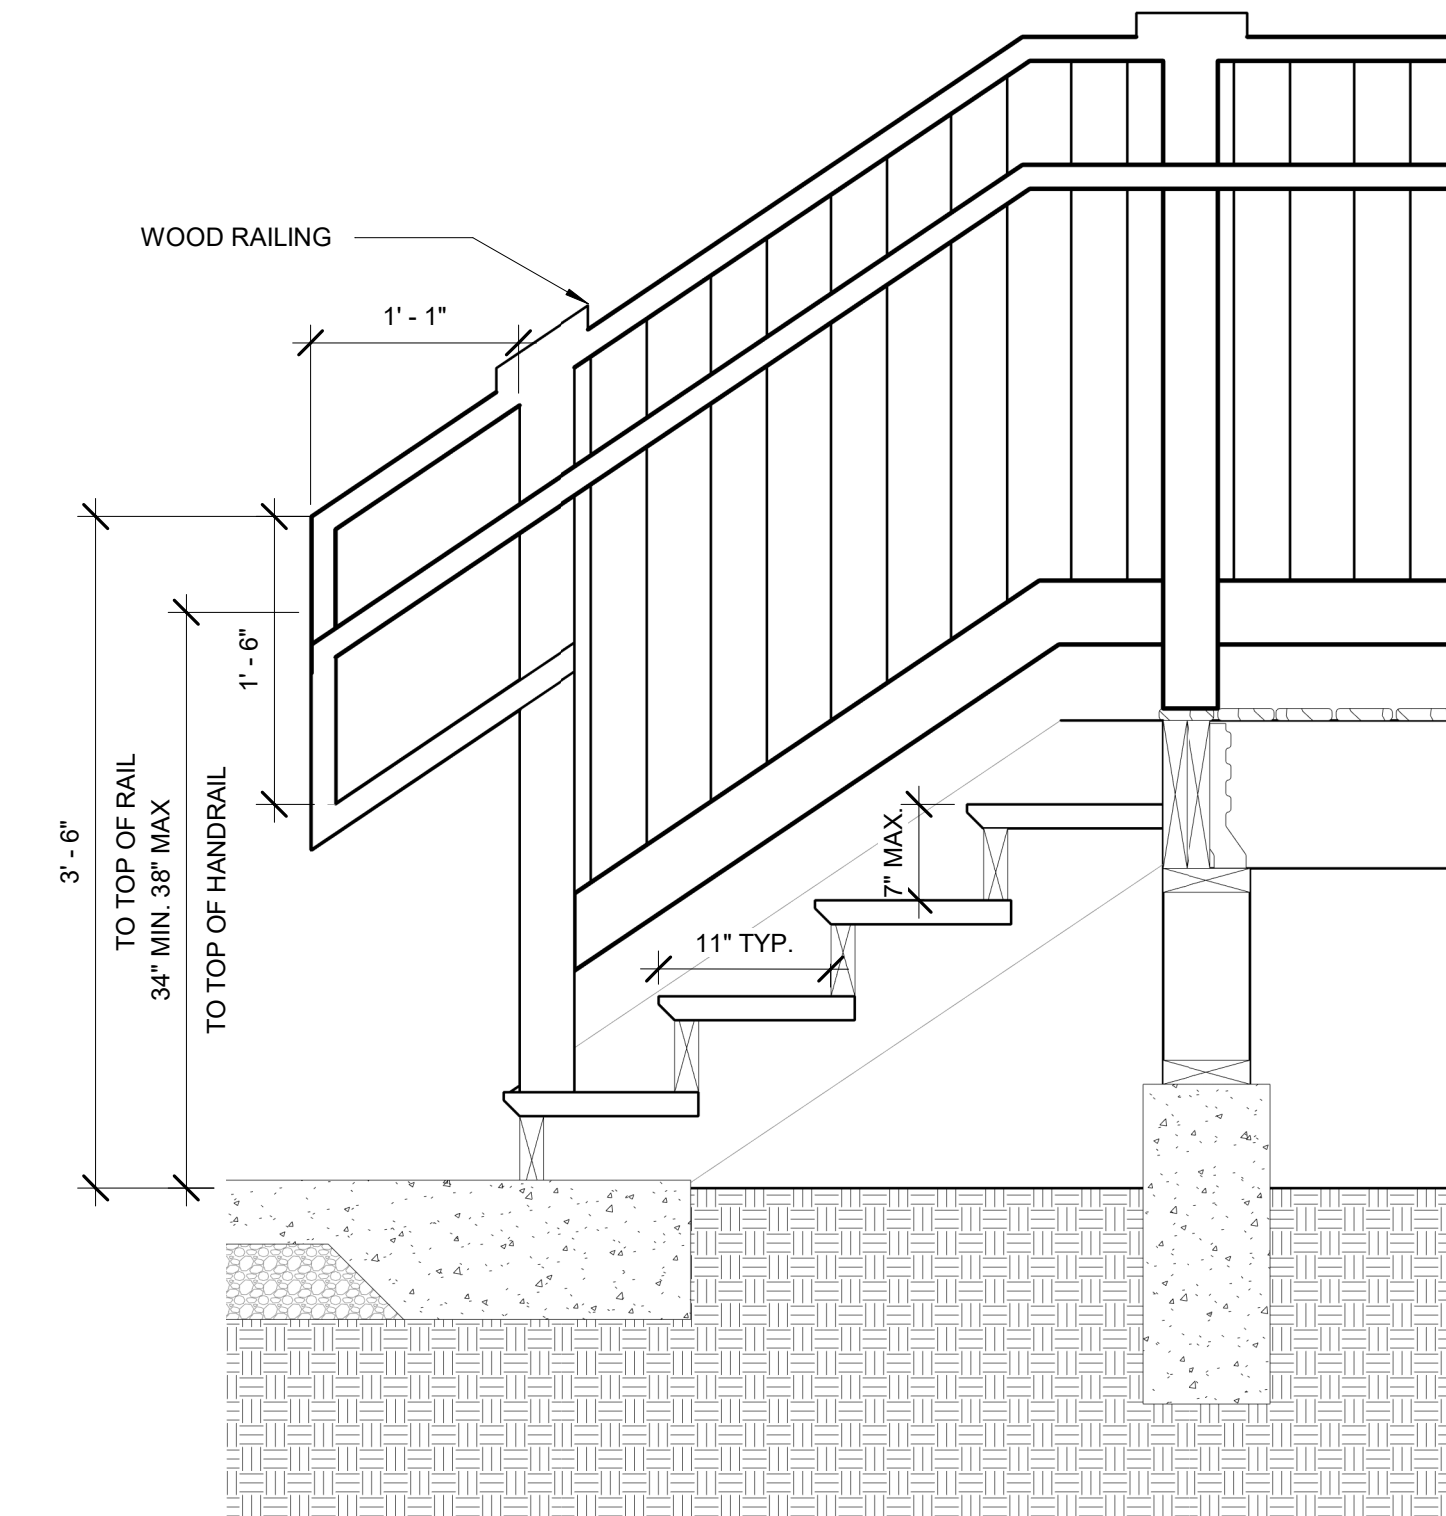 WOOD RAILING
1' - 1"
1' - 6"
3' - 6"
TO TOP OF RAIL
34" MIN. 38" MAX
TO TOP OF HANDRAIL
7" MAX.
11" TYP.